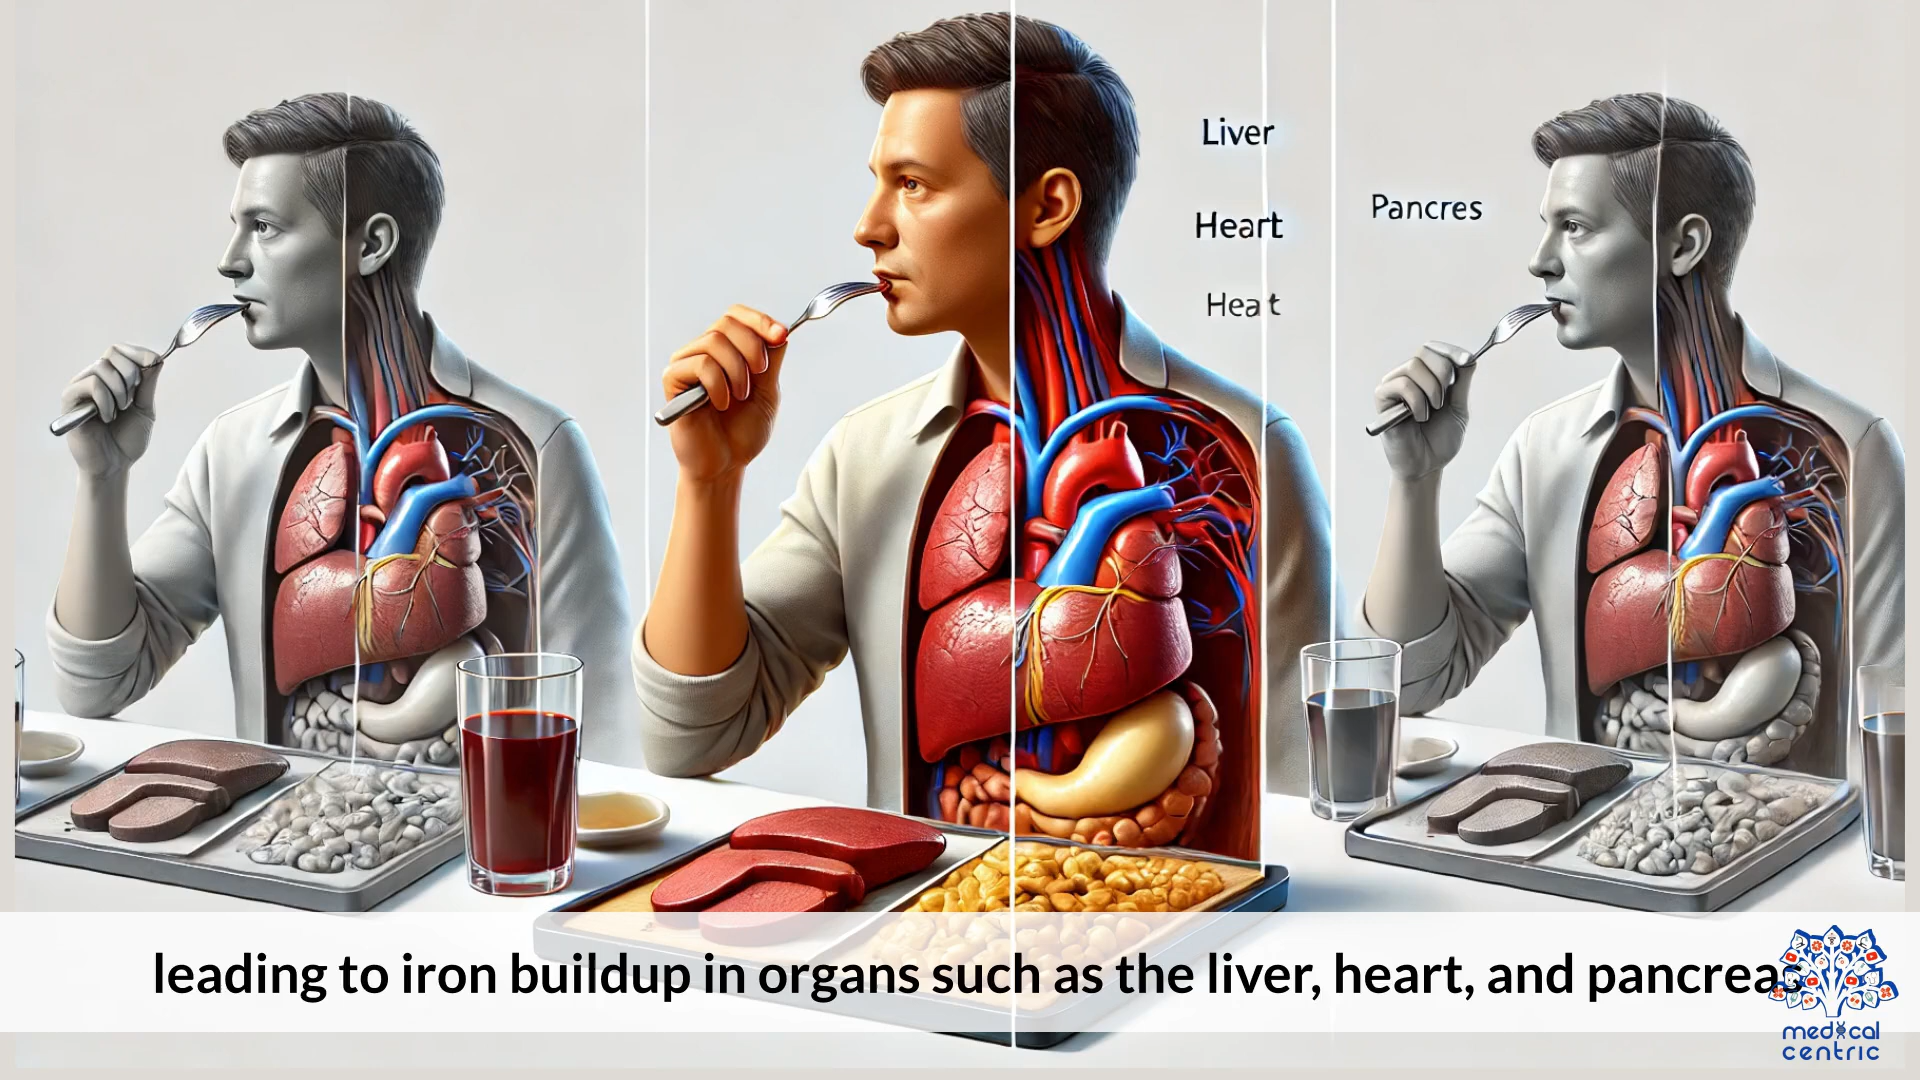 Liver
Heart
Heat
Pancres
leading to iron buildup in organs such as the liver, heart, and pancreas
medical
centric